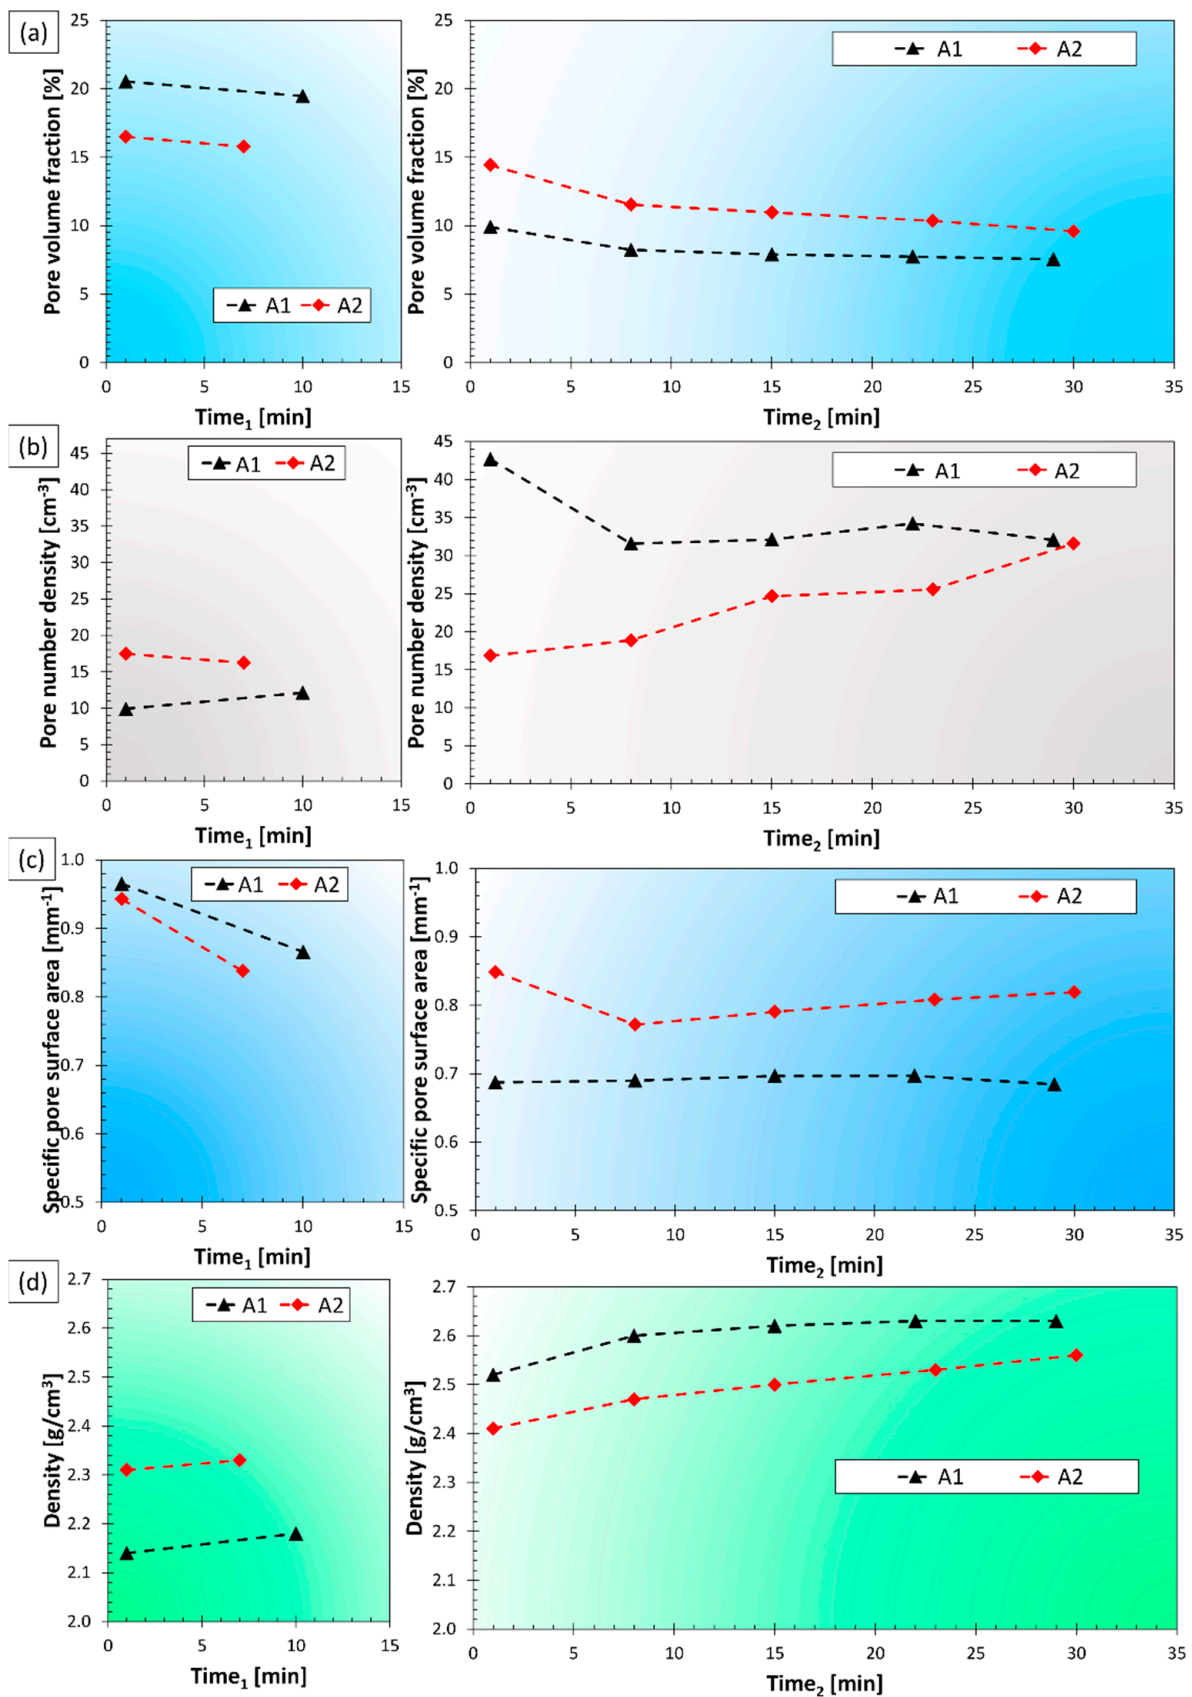 (a)
Pore volume fraction [%]
25
20
15
10
5
0
A1 A2
0 5 10 15
Time1 [min]
Pore volume fraction [%]
25
20
15
10
5
0
A1 A2
0 5 10 15 20 25 30 35
Time2 [min]
(b)
Pore number density [cm-3]
45
40
35
30
25
20
15
10
5
0
A1 A2
0 5 10 15
Time1 [min]
Pore number density [cm-3]
45
40
35
30
25
20
15
10
5
0
A1 A2
0 5 10 15 20 25 30 35
Time2 [min]
(c)
Specific pore surface area [mm-1]
1.0
0.9
0.8
0.7
0.6
0.5
A1 A2
0 5 10 15
Time1 [min]
Specific pore surface area [mm-1]
1.0
0.9
0.8
0.7
0.6
0.5
A1 A2
0 5 10 15 20 25 30 35
Time2 [min]
(d)
Density [g/cm3]
2.7
2.6
2.5
2.4
2.3
2.2
2.1
2.0
A1 A2
0 5 10 15
Time1 [min]
Density [g/cm3]
2.7
2.6
2.5
2.4
2.3
2.2
2.1
2.0
A1 A2
0 5 10 15 20 25 30 35
Time2 [min]